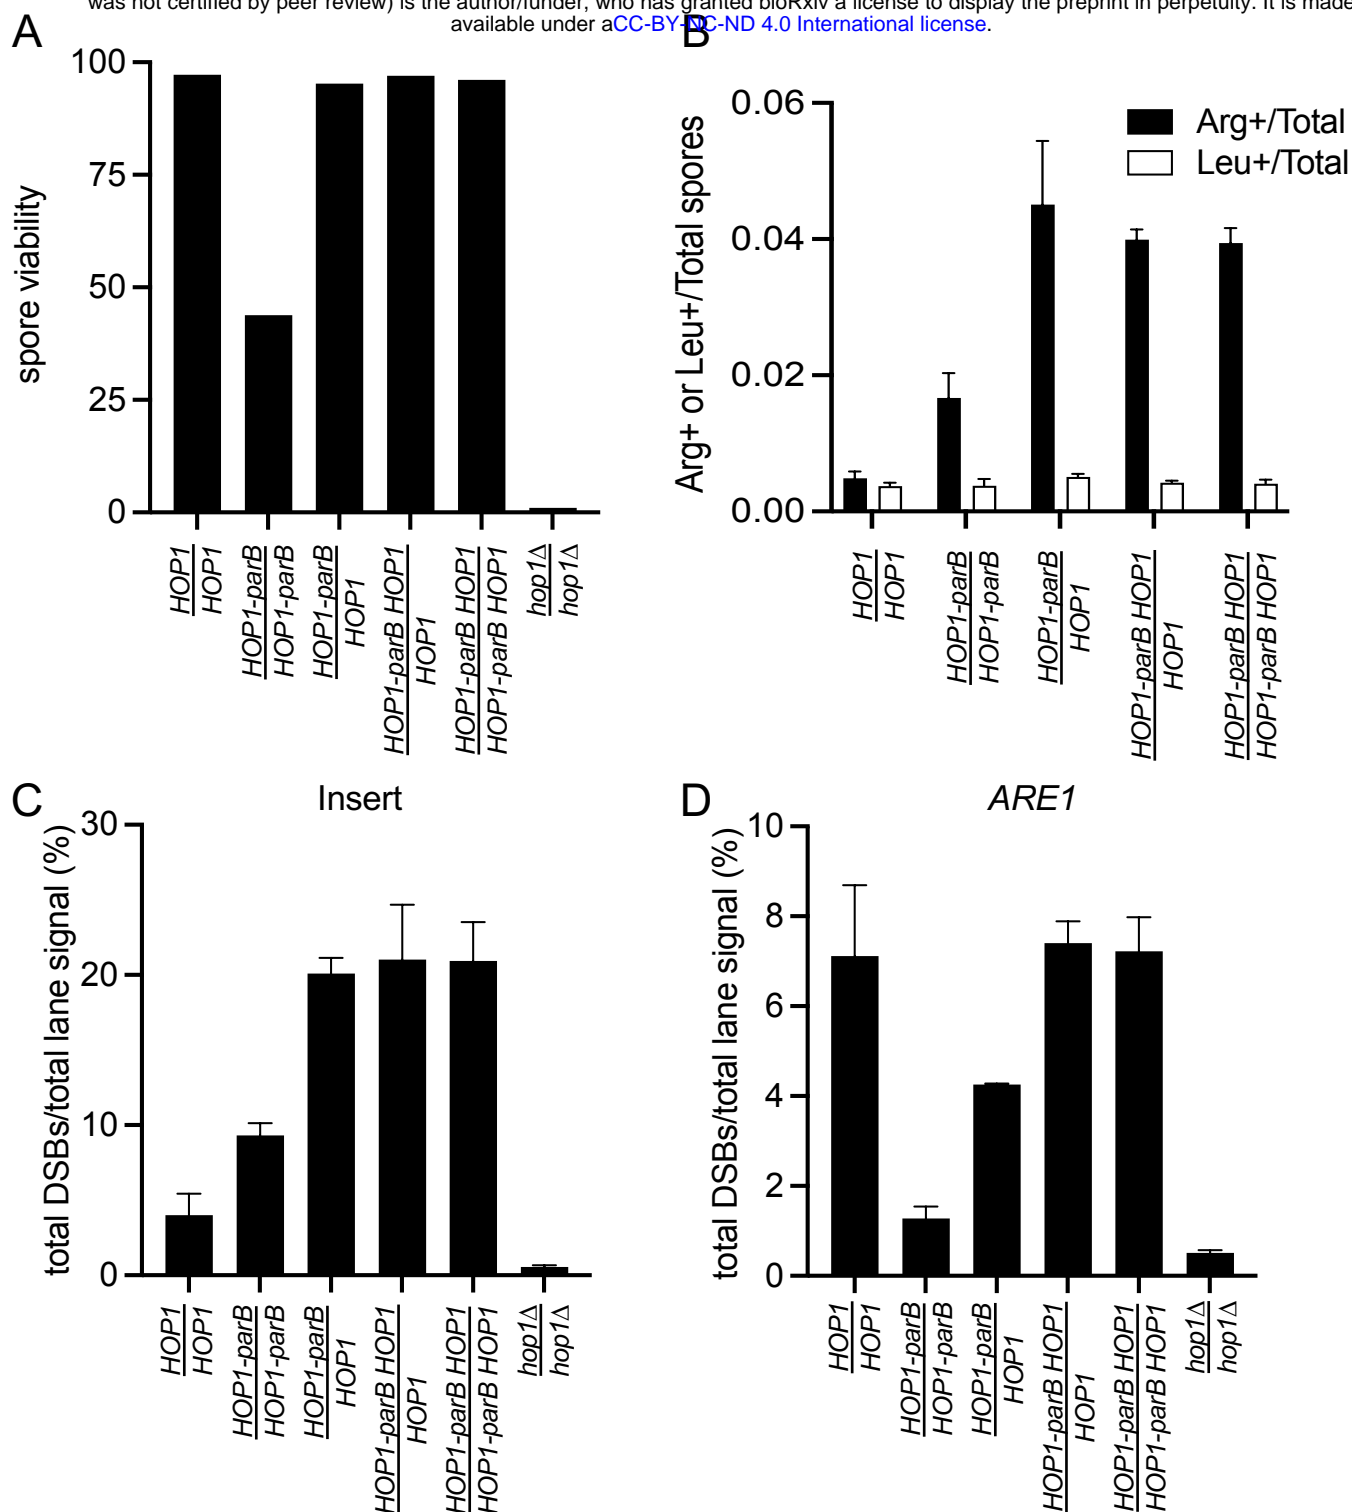 was not certified by peer review) is the author/funder, who has granted bioRxiv a license to display the preprint in perpetuity. It is made
available under aCC-BY-NC-ND 4.0 International license.
A
spore viability
100
75
50
25
0
HOP1
HOP1
HOP1-parB
HOP1-parB
HOP1-parB
HOP1
HOP1-parB HOP1
HOP1
HOP1-parB HOP1
HOP1-parB HOP1
hop1Δ
hop1Δ
B
Arg+ or Leu+/Total spores
0.06
0.04
0.02
0.00
Arg+/Total
Leu+/Total
HOP1
HOP1
HOP1-parB
HOP1-parB
HOP1-parB
HOP1
HOP1-parB HOP1
HOP1
HOP1-parB HOP1
HOP1-parB HOP1
C
Insert
total DSBs/total lane signal (%)
30
20
10
0
HOP1
HOP1
HOP1-parB
HOP1-parB
HOP1-parB
HOP1
HOP1-parB HOP1
HOP1
HOP1-parB HOP1
HOP1-parB HOP1
hop1Δ
hop1Δ
D
ARE1
total DSBs/total lane signal (%)
10
8
6
4
2
0
HOP1
HOP1
HOP1-parB
HOP1-parB
HOP1-parB
HOP1
HOP1-parB HOP1
HOP1
HOP1-parB HOP1
HOP1-parB HOP1
hop1Δ
hop1Δ